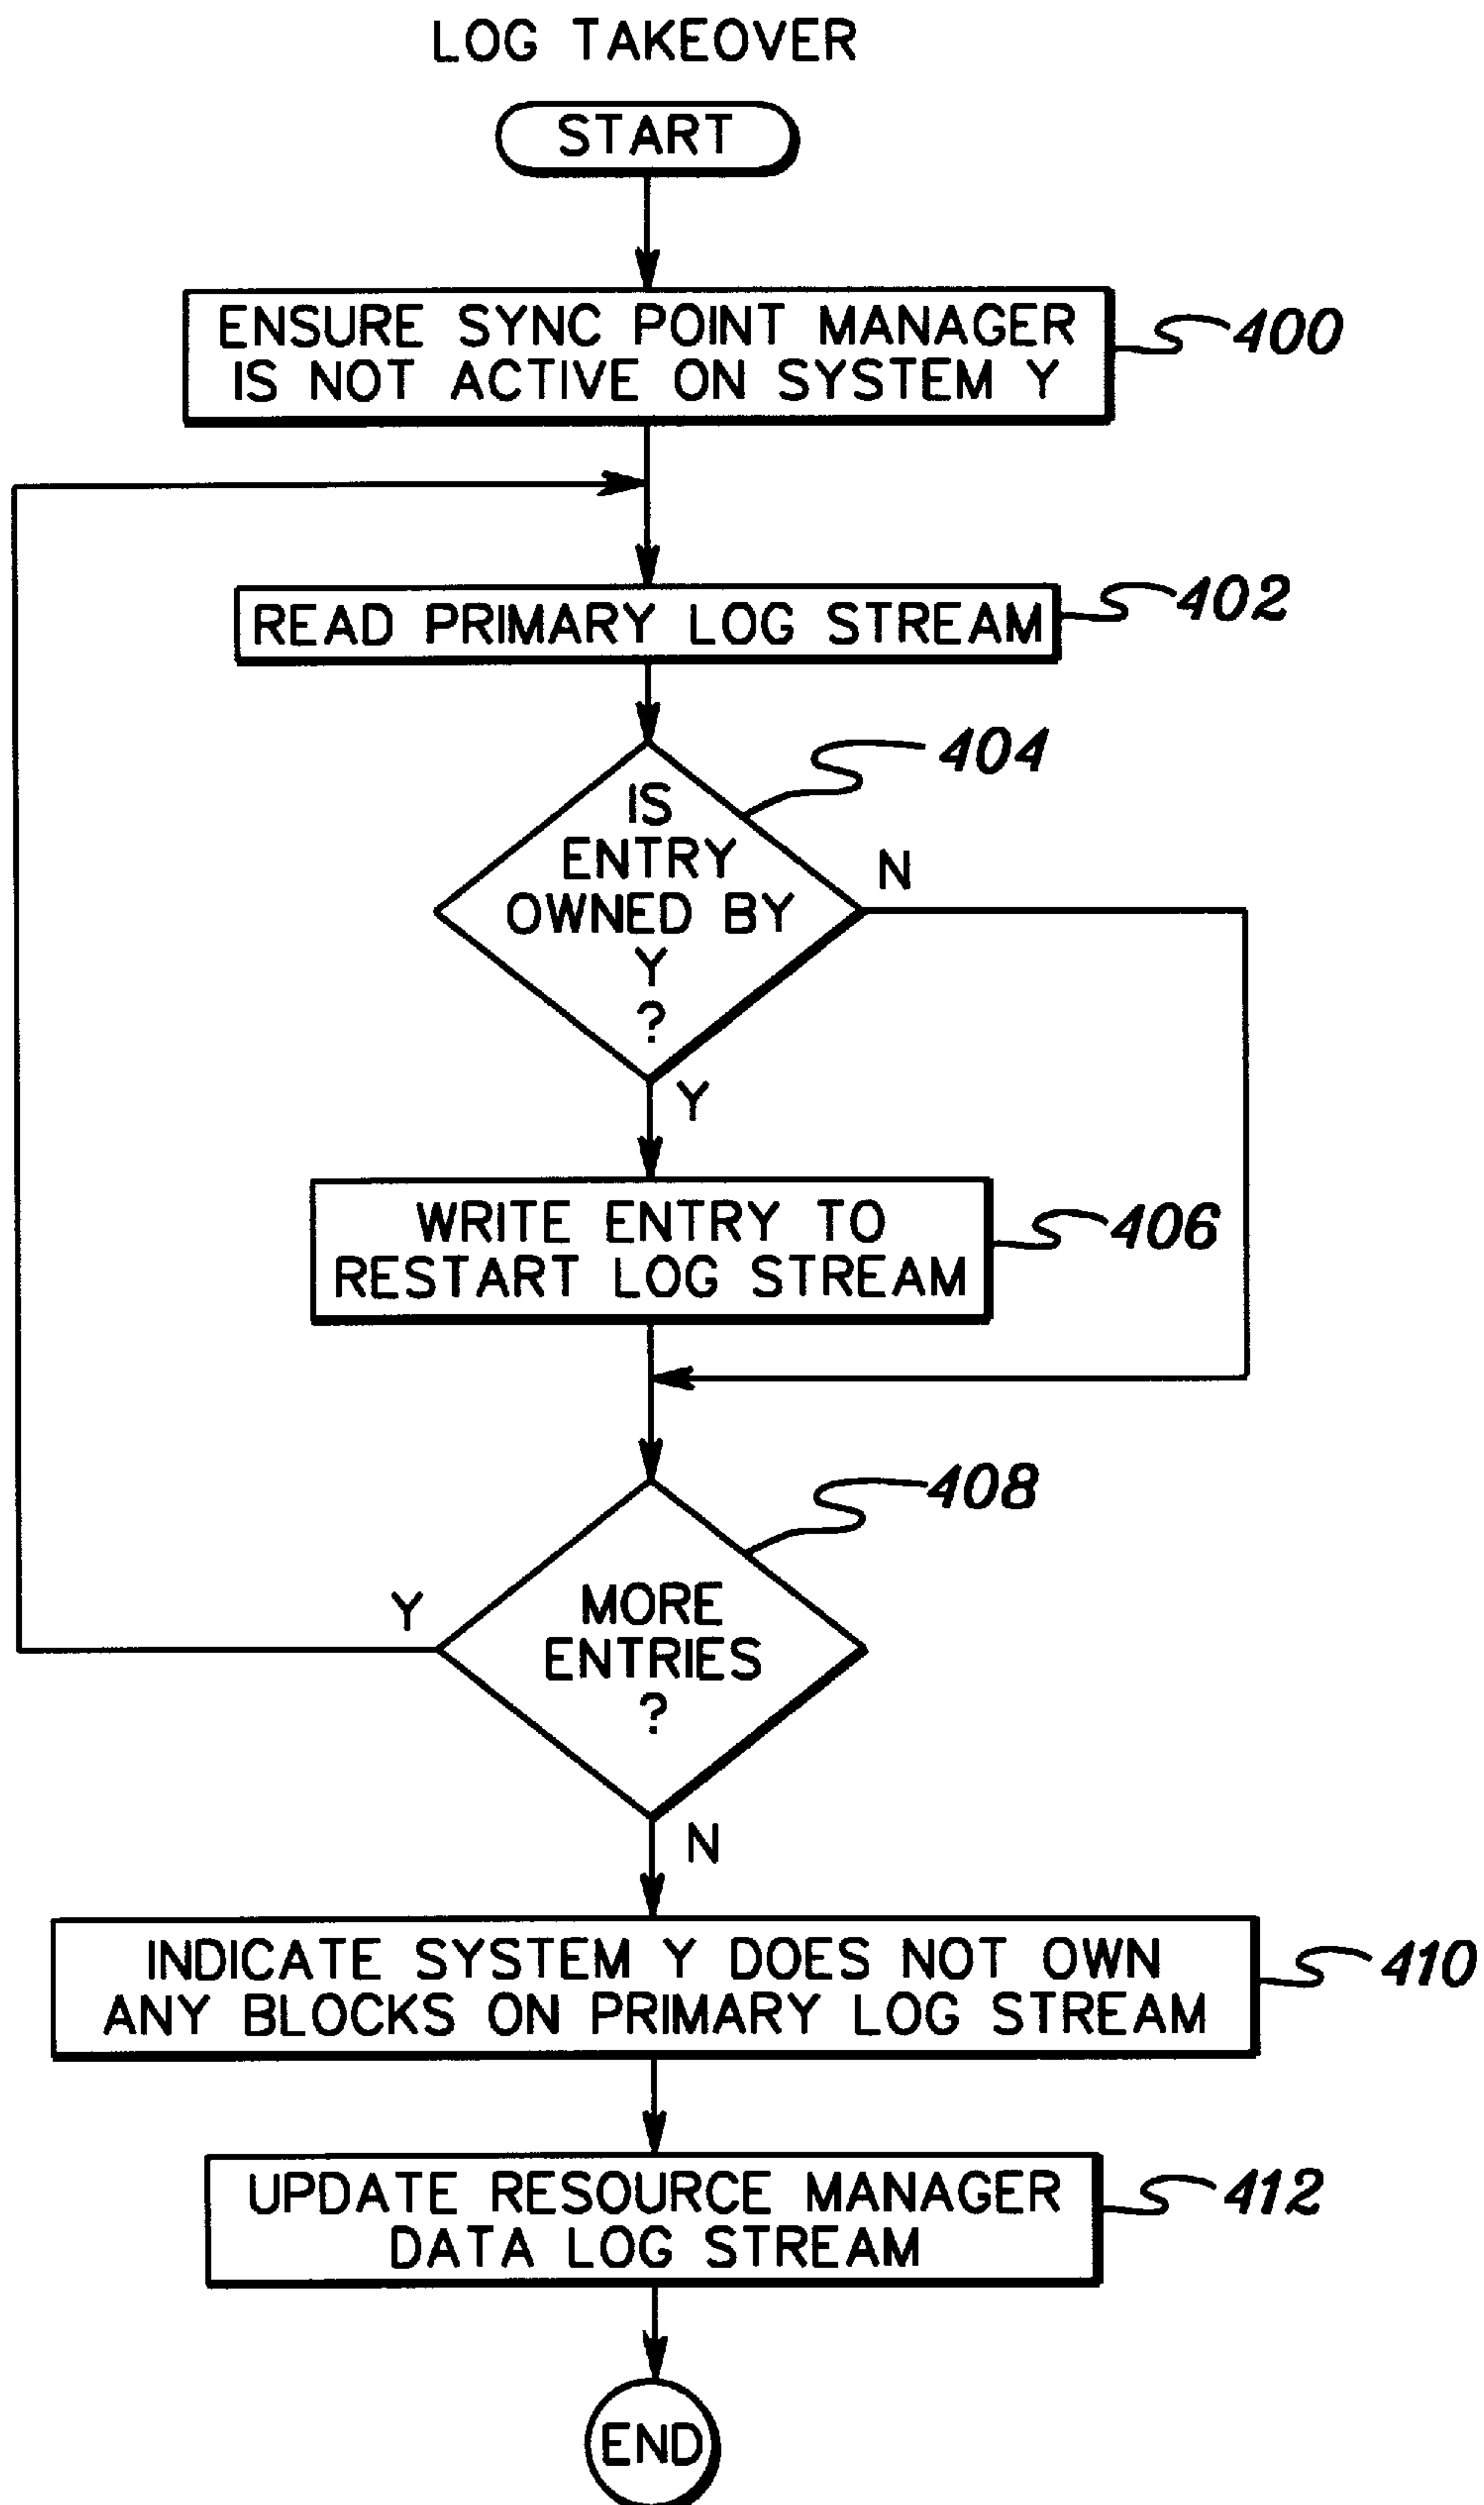 LOG TAKEOVER
START
ENSURE SYNC POINT MANAGER
IS NOT ACTIVE ON SYSTEM Y
400
READ PRIMARY LOG STREAM
402
404
IS
ENTRY
OWNED BY
Y
?
N
Y
WRITE ENTRY TO
RESTART LOG STREAM
406
408
MORE
ENTRIES
?
Y
N
INDICATE SYSTEM Y DOES NOT OWN
ANY BLOCKS ON PRIMARY LOG STREAM
410
UPDATE RESOURCE MANAGER
DATA LOG STREAM
412
END